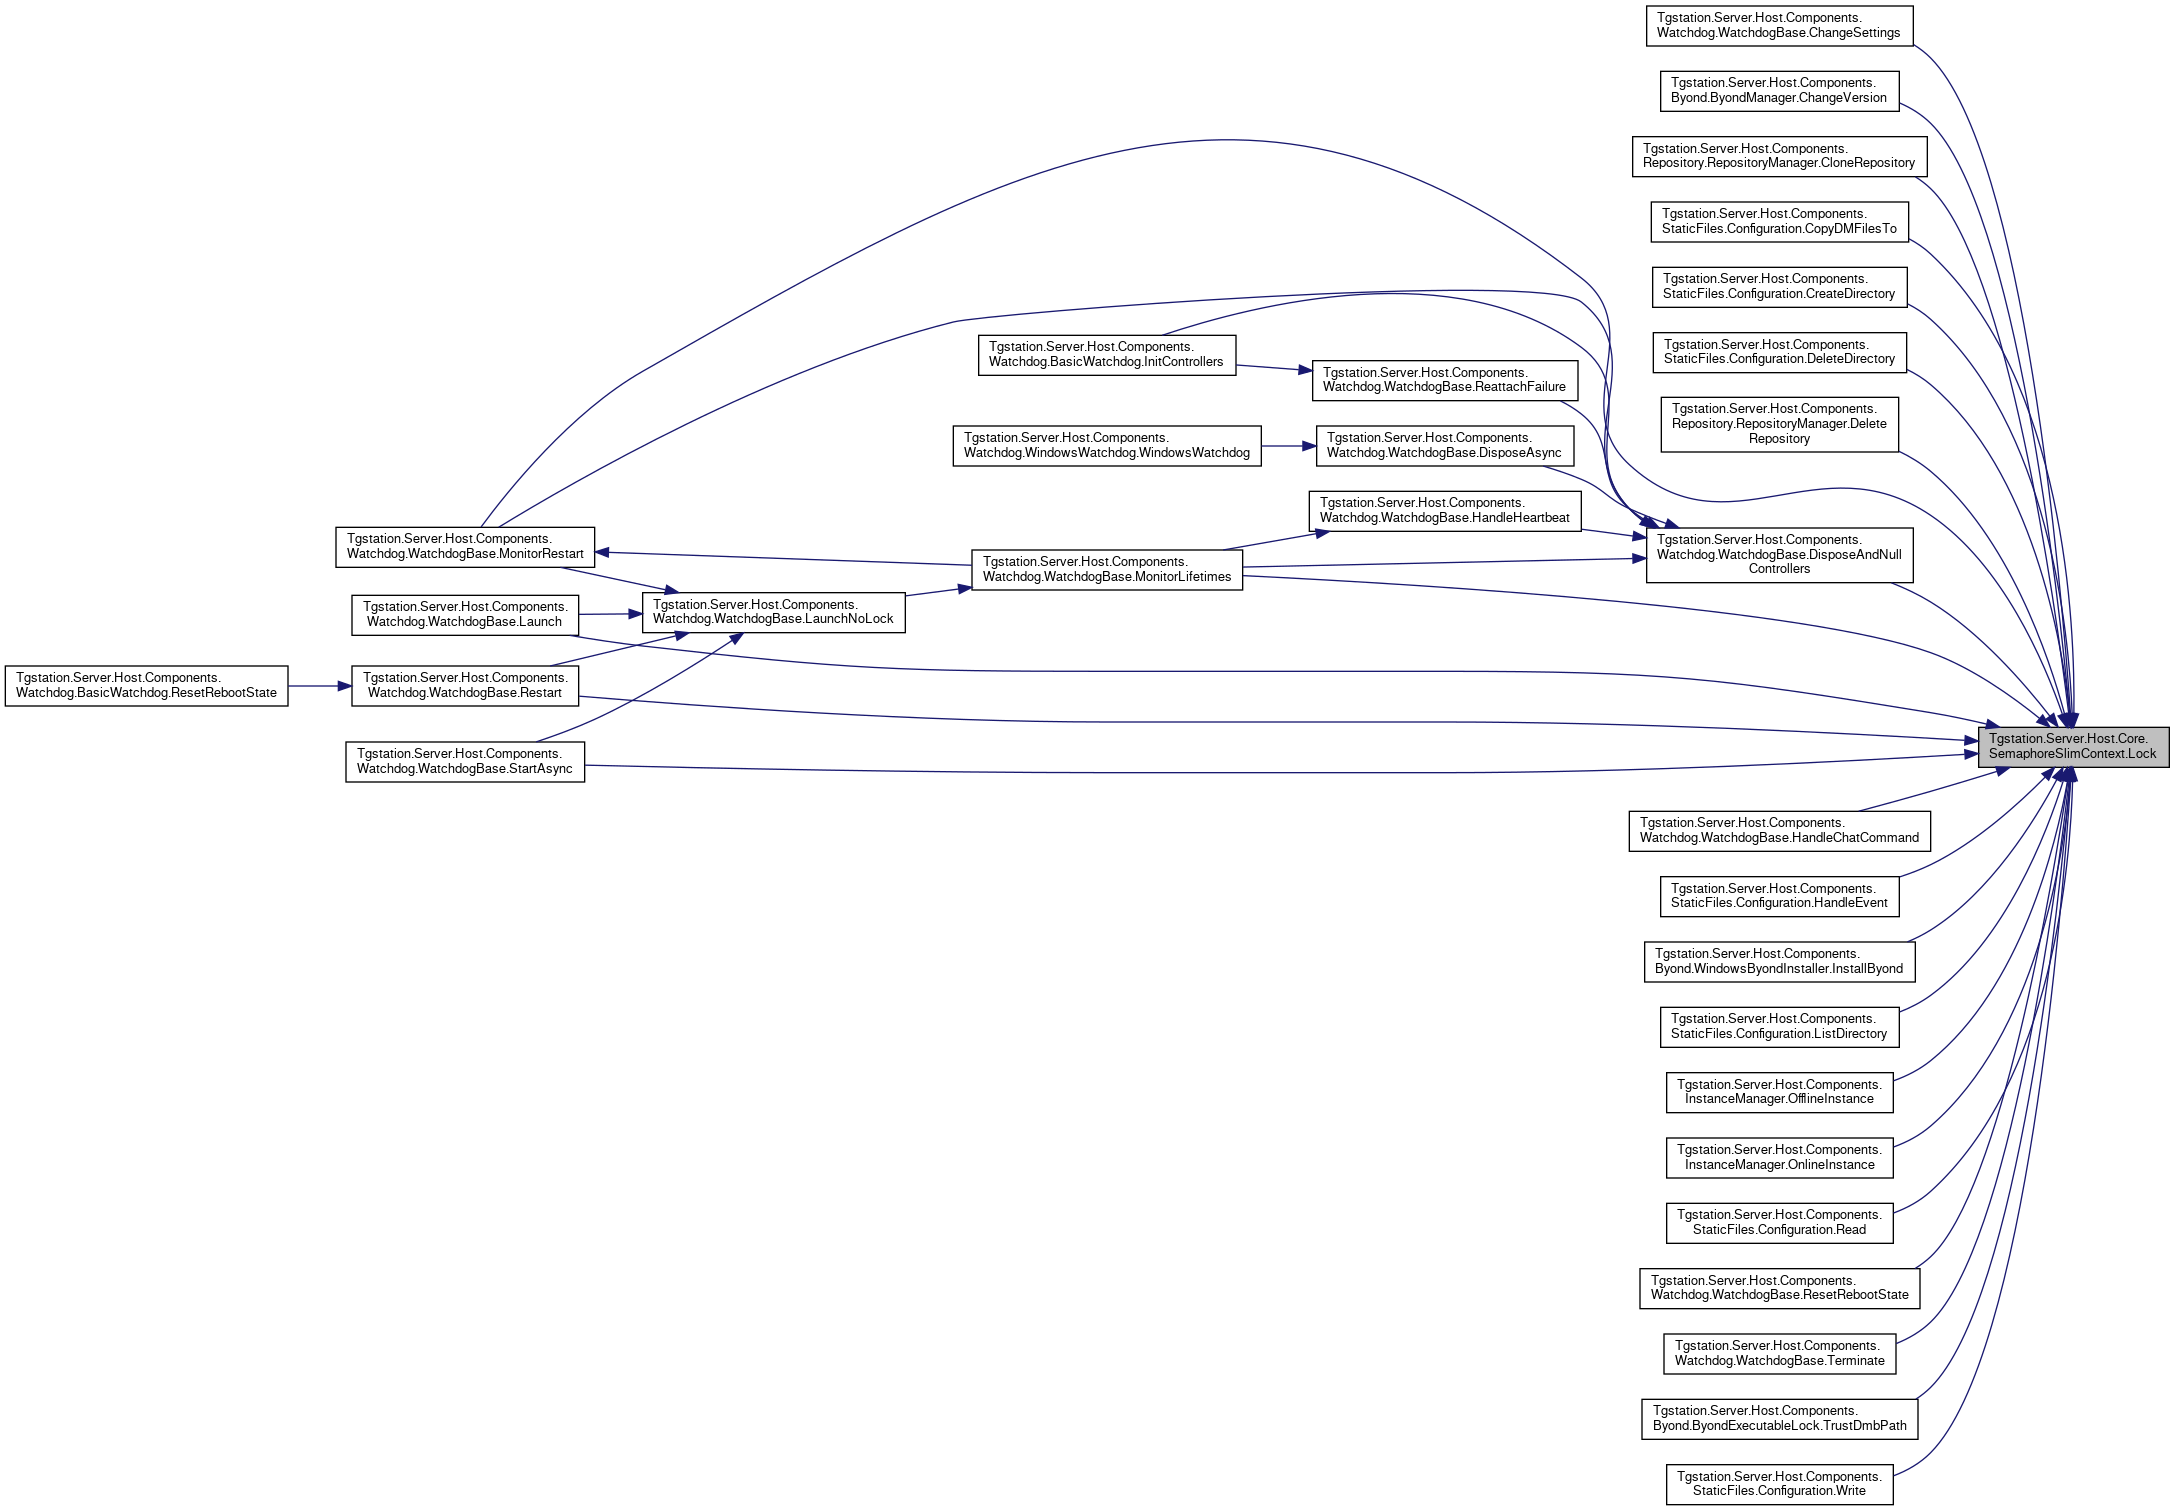 Tgstation.Server.Host.Components.
Watchdog.WatchdogBase.ChangeSettings
Tgstation.Server.Host.Components.
Byond.ByondManager.ChangeVersion
Tgstation.Server.Host.Components.
Repository.RepositoryManager.CloneRepository
Tgstation.Server.Host.Components.
StaticFiles.Configuration.CopyDMFilesTo
Tgstation.Server.Host.Components.
StaticFiles.Configuration.CreateDirectory
Tgstation.Server.Host.Components.
StaticFiles.Configuration.DeleteDirectory
Tgstation.Server.Host.Components.
Watchdog.BasicWatchdog.InitControllers
Tgstation.Server.Host.Components.
Watchdog.WatchdogBase.ReattachFailure
Tgstation.Server.Host.Components.
Repository.RepositoryManager.Delete
Repository
Tgstation.Server.Host.Components.
Watchdog.WindowsWatchdog.WindowsWatchdog
Tgstation.Server.Host.Components.
Watchdog.WatchdogBase.DisposeAsync
Tgstation.Server.Host.Components.
Watchdog.WatchdogBase.HandleHeartbeat
Tgstation.Server.Host.Components.
Watchdog.WatchdogBase.MonitorRestart
Tgstation.Server.Host.Components.
Watchdog.WatchdogBase.DisposeAndNull
Controllers
Tgstation.Server.Host.Components.
Watchdog.WatchdogBase.MonitorLifetimes
Tgstation.Server.Host.Components.
Watchdog.WatchdogBase.Launch
Tgstation.Server.Host.Components.
Watchdog.WatchdogBase.LaunchNoLock
Tgstation.Server.Host.Components.
Watchdog.BasicWatchdog.ResetRebootState
Tgstation.Server.Host.Components.
Watchdog.WatchdogBase.Restart
Tgstation.Server.Host.Components.
Watchdog.WatchdogBase.StartAsync
Tgstation.Server.Host.Core.
SemaphoreSlimContext.Lock
Tgstation.Server.Host.Components.
Watchdog.WatchdogBase.HandleChatCommand
Tgstation.Server.Host.Components.
StaticFiles.Configuration.HandleEvent
Tgstation.Server.Host.Components.
Byond.WindowsByondInstaller.InstallByond
Tgstation.Server.Host.Components.
StaticFiles.Configuration.ListDirectory
Tgstation.Server.Host.Components.
InstanceManager.OfflineInstance
Tgstation.Server.Host.Components.
InstanceManager.OnlineInstance
Tgstation.Server.Host.Components.
StaticFiles.Configuration.Read
Tgstation.Server.Host.Components.
Watchdog.WatchdogBase.ResetRebootState
Tgstation.Server.Host.Components.
Watchdog.WatchdogBase.Terminate
Tgstation.Server.Host.Components.
Byond.ByondExecutableLock.TrustDmbPath
Tgstation.Server.Host.Components.
StaticFiles.Configuration.Write